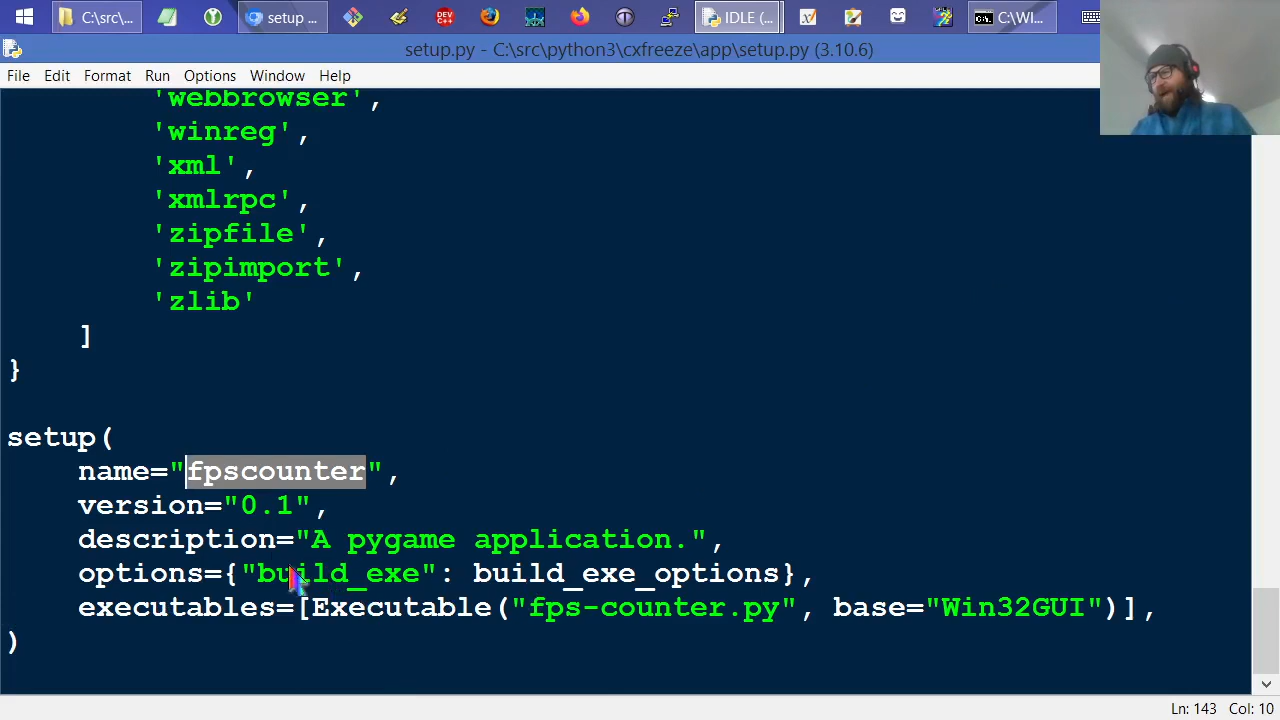 C:\src\...
setup ...
DEV
C++
IDLE (...
C:\WI...
setup.py - C:\src\python3\cxfreeze\app\setup.py (3.10.6)
File Edit Format Run Options Window Help
'webbrowser',
'winreg',
'xml',
'xmlrpc',
'zipfile',
'zipimport',
'zlib'
]
}
setup(
name="fpscounter",
version="0.1",
description="A pygame application.",
options={"build_exe": build_exe_options},
executables=[Executable("fps-counter.py", base="Win32GUI")],
)
Ln: 143 Col: 10